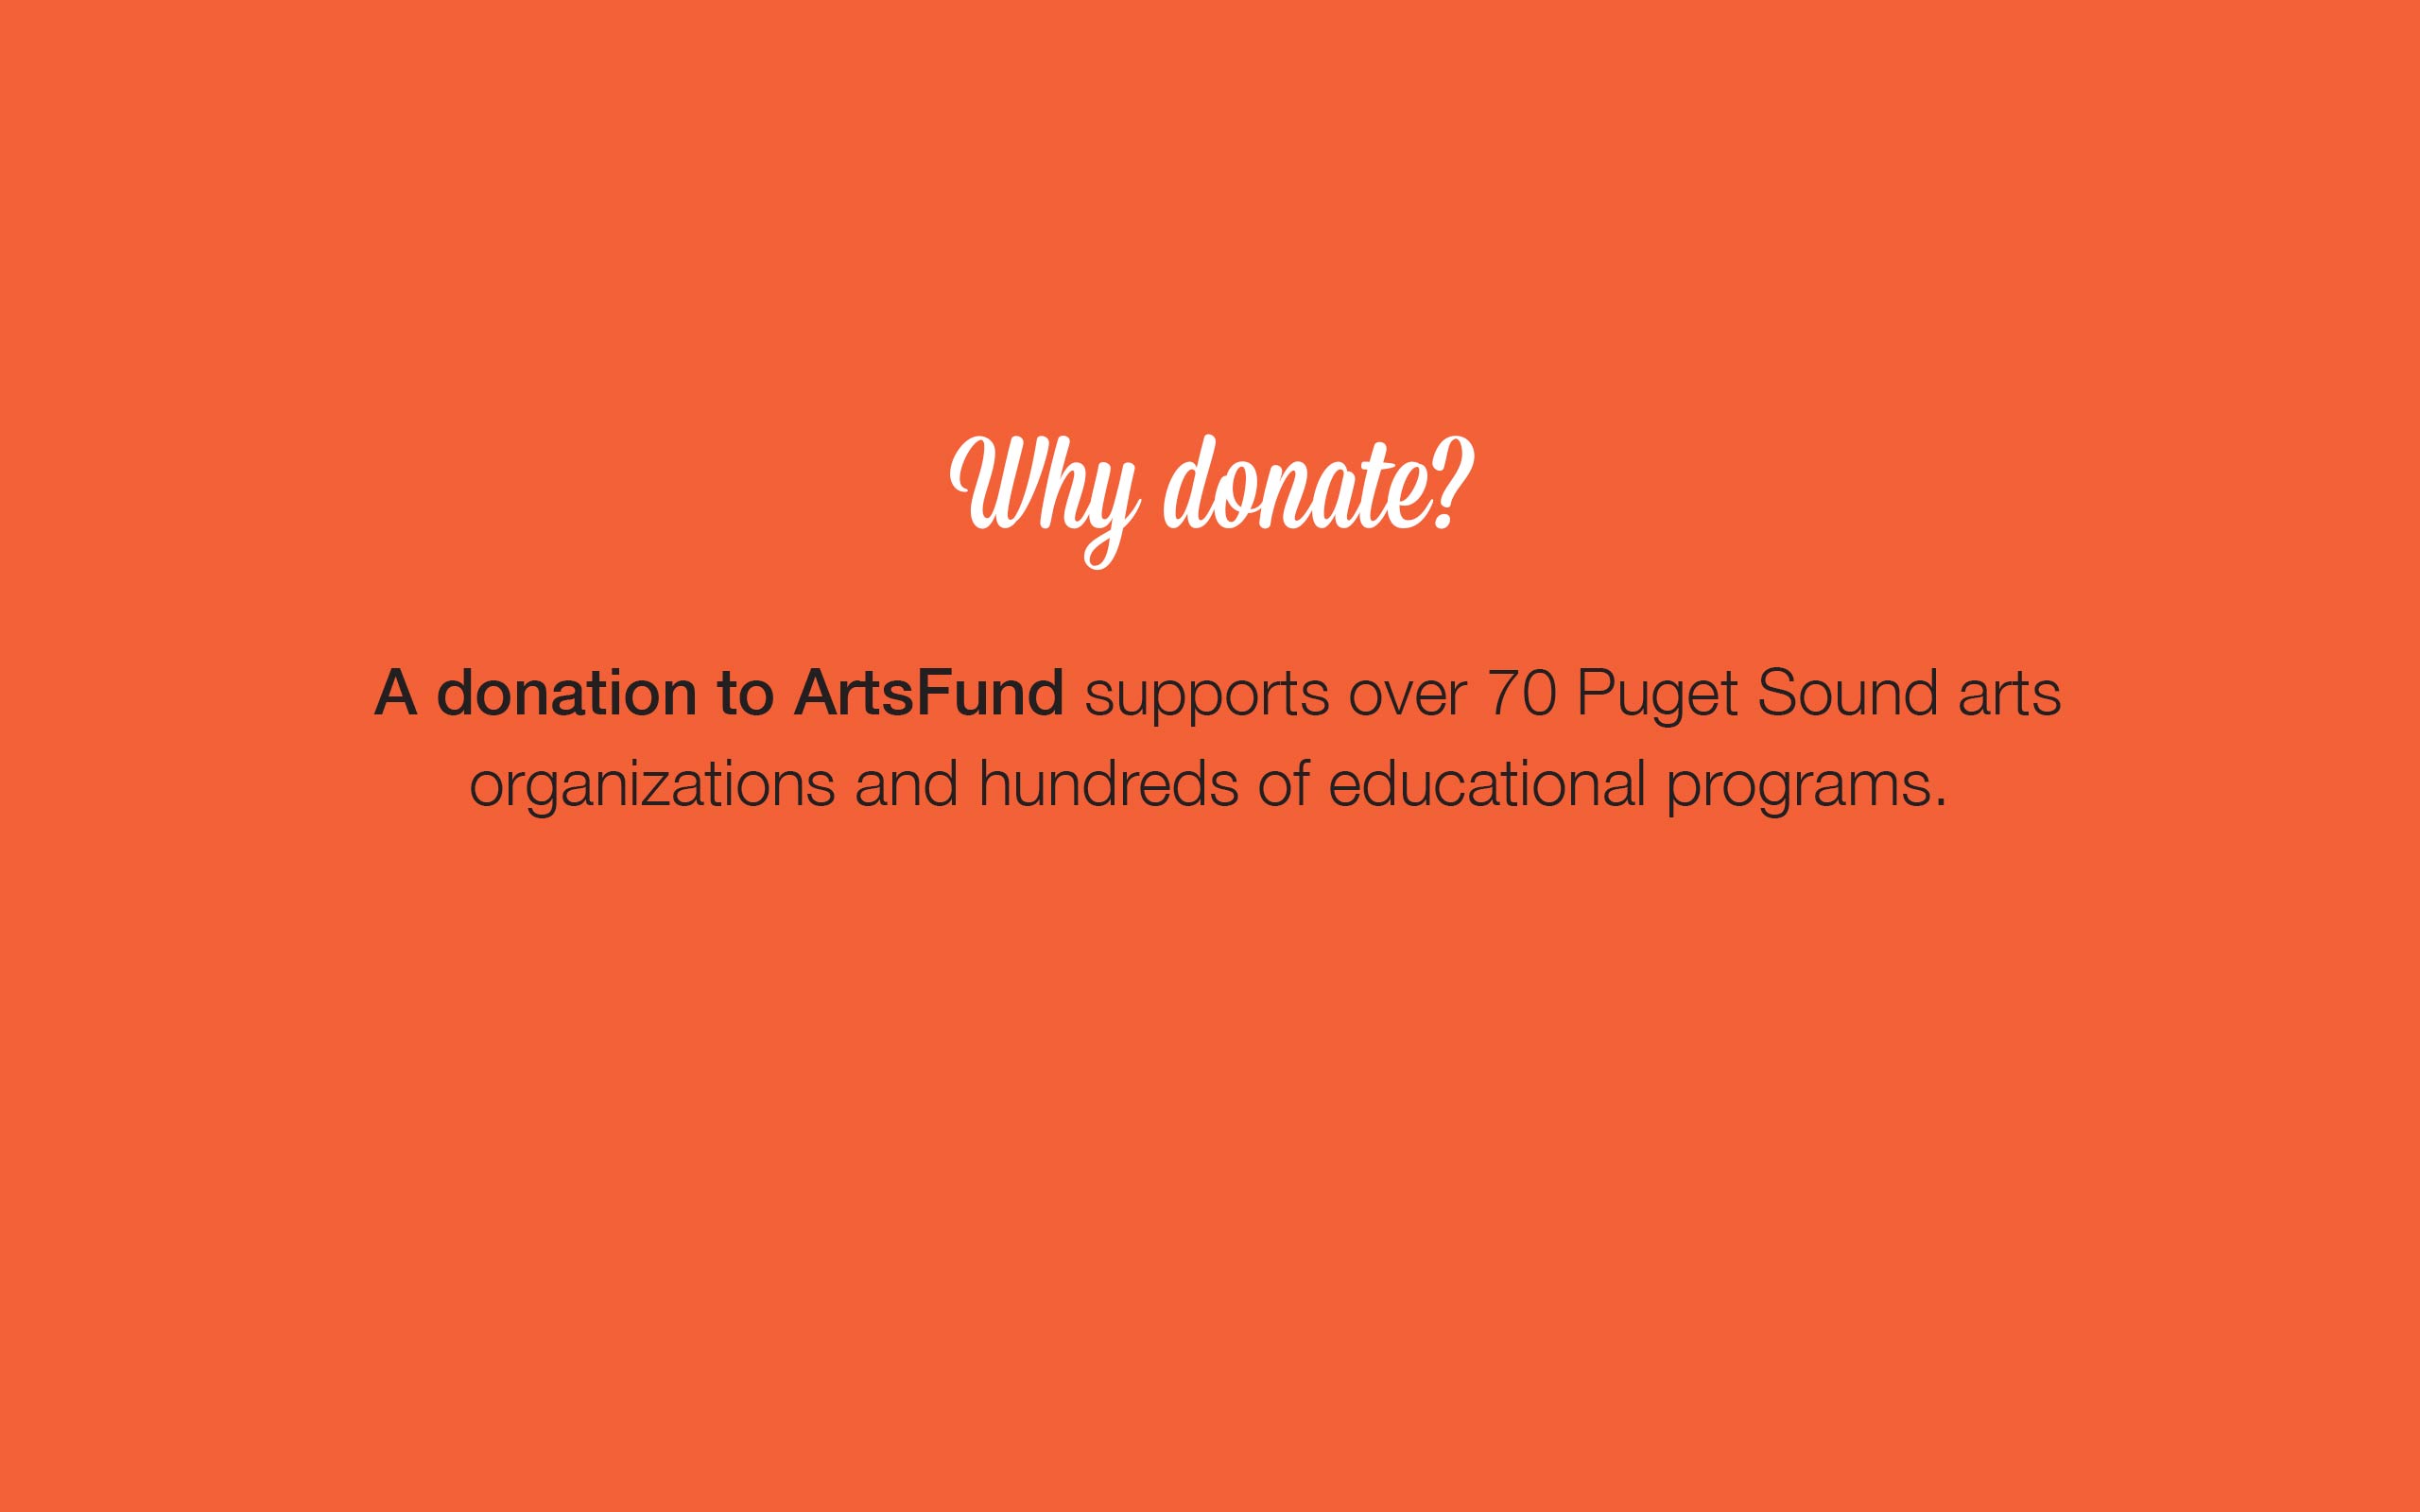 Why donate?
A donation to ArtsFund supports over 70 Puget Sound arts
organizations and hundreds of educational programs.